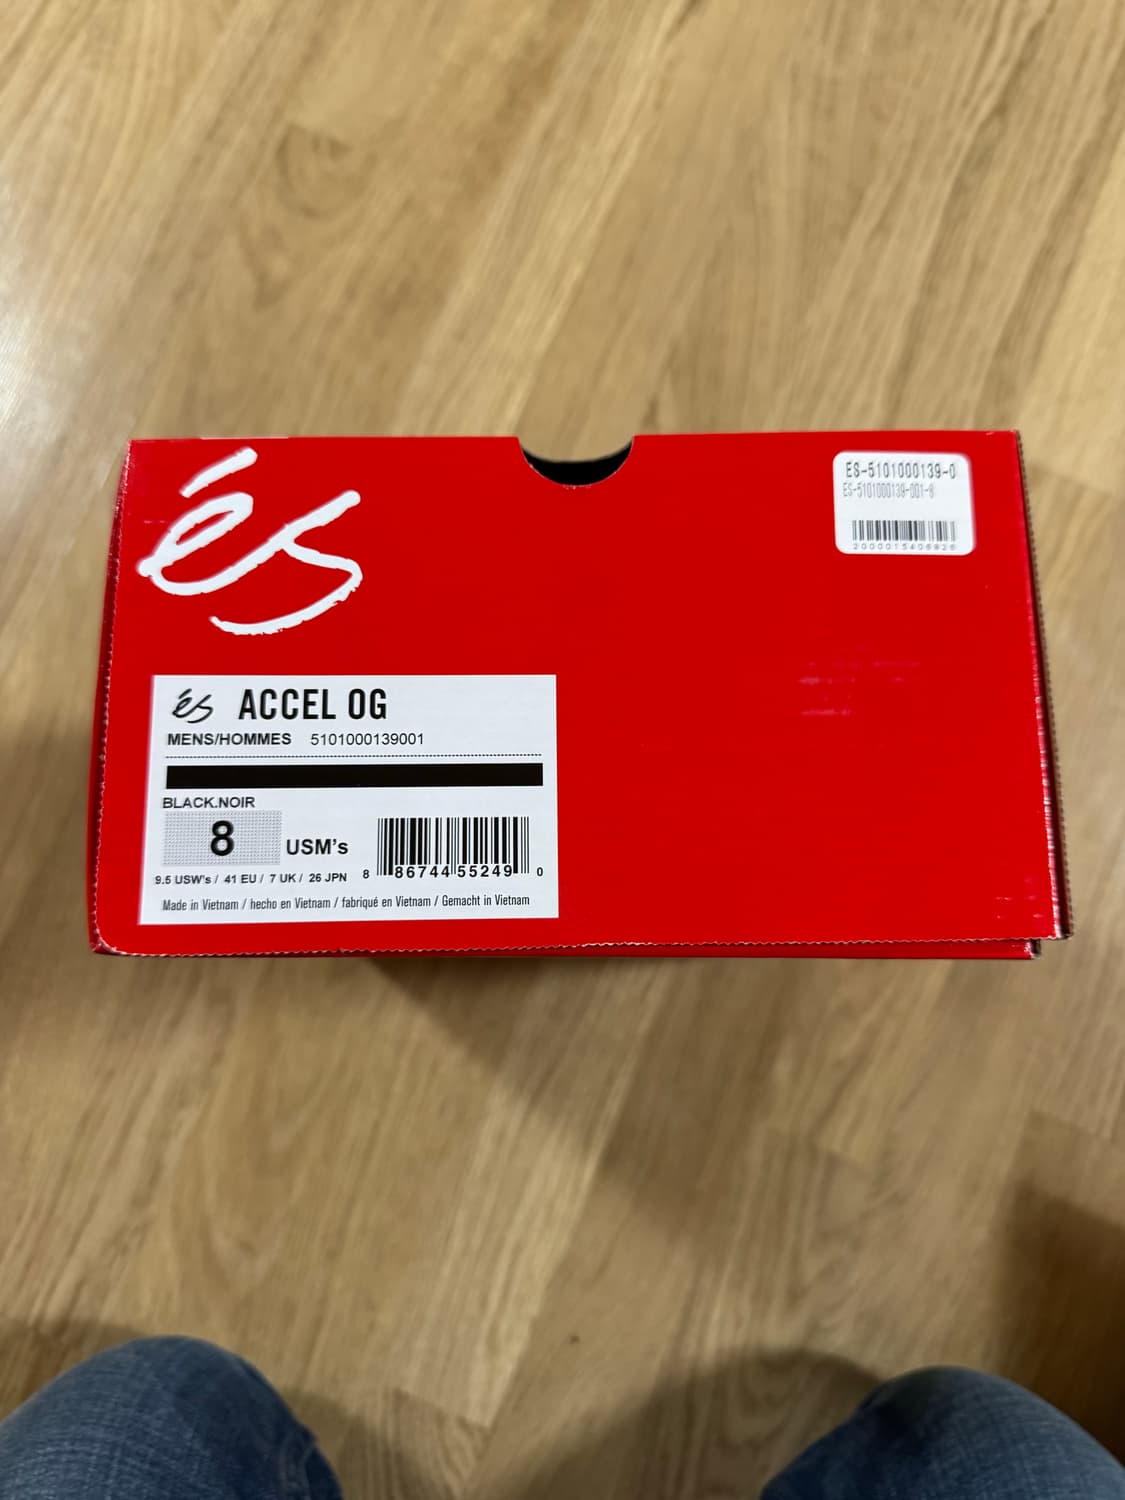 és
ES-5101000139-0
ES-5101000139-001-8
2000015406926
és ACCEL OG
MENS/HOMMES 5101000139001
BLACK.NOIR
8 USM's
8 86744 55249 0
9.5 USW's / 41 EU / 7 UK / 26 JPN
Made in Vietnam / hecho en Vietnam / fabriqué en Vietnam / Gemacht in Vietnam